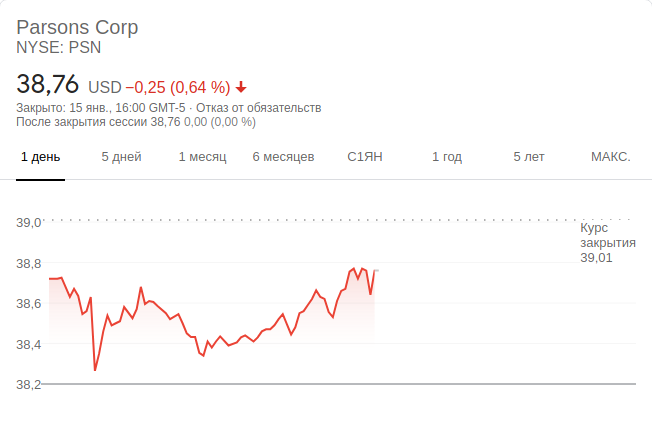 Parsons Corp
NYSE: PSN
38,76 USD −0,25 (0,64 %)
Закрыто: 15 янв., 16:00 GMT-5 · Отказ от обязательств
После закрытия сессии 38,76 0,00 (0,00 %)
1 день 5 дней 1 месяц 6 месяцев С1ЯН 1 год 5 лет МАКС.
39,0
Курс
закрытия
39,01
38,8
38,6
38,4
38,2